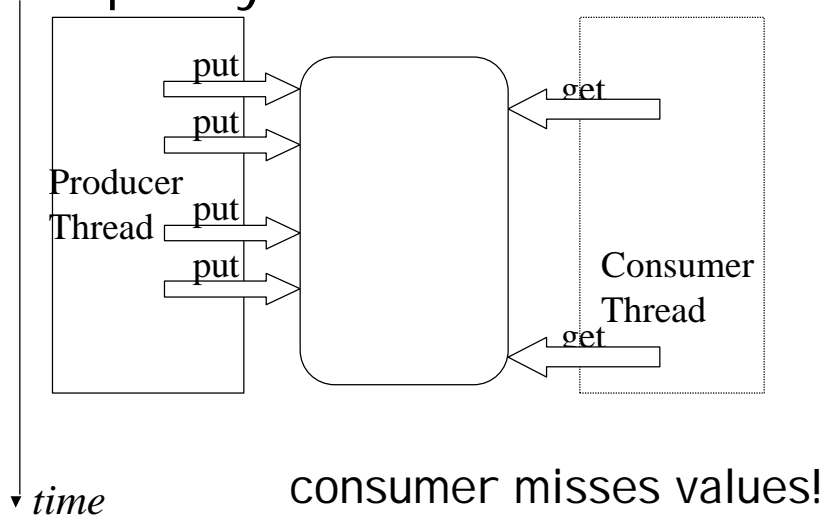 put
get
put
Producer
Thread
put
put
Consumer
Thread
get
consumer misses values!
time